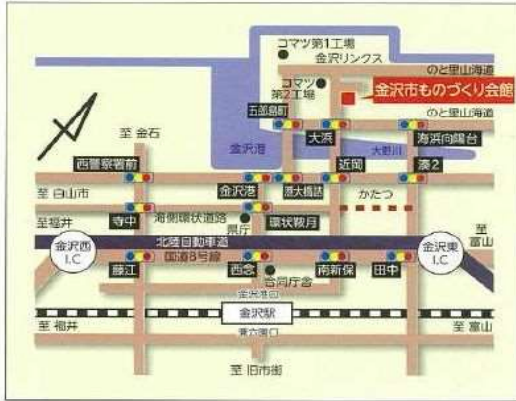 コマツ第1工場
金沢リンクス
のと里山海道
コマツ
第2工場
金沢市ものづくり会館
五郎島町
のと里山海道
至 金石
大浜
海浜向陽台
金沢港
大野川
西警察署前
近岡
湊2
金沢港
港大橋詰
至 白山市
かたつ
至福井
寺中
海側環状道路
県庁
環状鞍月
至
富山
金沢西
I.C
北陸自動車道
金沢東
I.C
国道8号線
藤江
西念
合同庁舎
南新保
田中
金沢港口
金沢駅
至 福井
至 富山
兼六園口
至 旧市街